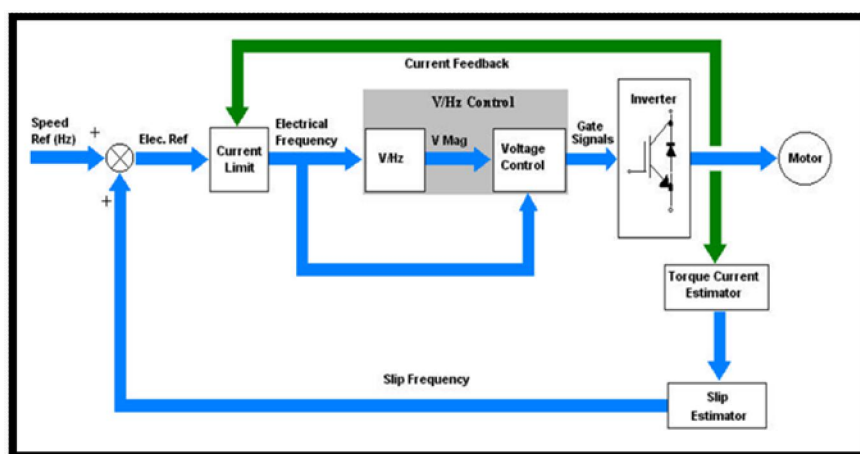 Current Feedback
V/Hz Control
Inverter
Speed
Ref (Hz)
+
Elec. Ref
Electrical
Frequency
Current
Limit
V/Hz
V Mag
Voltage
Control
Gate
Signals
Motor
+
Torque Current
Estimator
Slip Frequency
Slip
Estimator